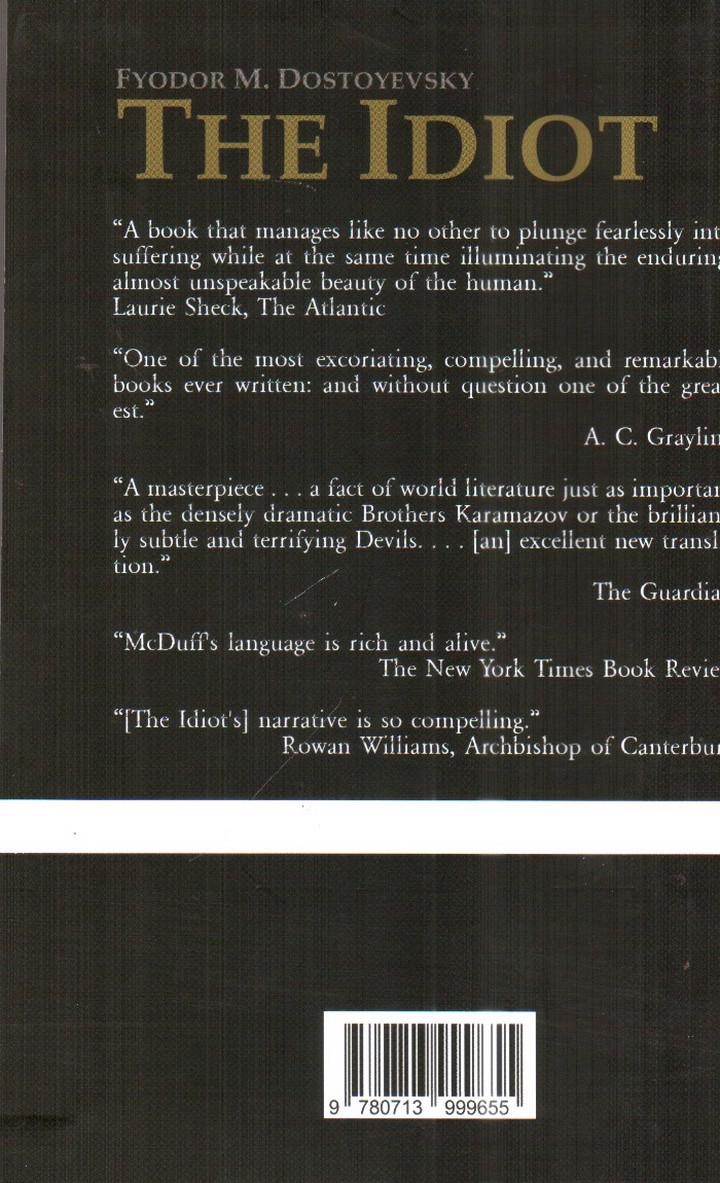 FYODOR M. DOSTOYEVSKY
THE IDIOT
“A book that manages like no other to plunge fearlessly int
suffering while at the same time illuminating the enduring
almost unspeakable beauty of the human.”
Laurie Sheck, The Atlantic
“One of the most excoriating, compelling, and remarkab
books ever written: and without question one of the grea
est.”
A. C. Graylin
“A masterpiece . . . a fact of world literature just as importan
as the densely dramatic Brothers Karamazov or the brillian
ly subtle and terrifying Devils. . . . [an] excellent new transl
tion.”
The Guardia
“McDuff's language is rich and alive.”
The New York Times Book Revie
“[The Idiot's] narrative is so compelling.”
Rowan Williams, Archbishop of Canterbur
9 780713 999655